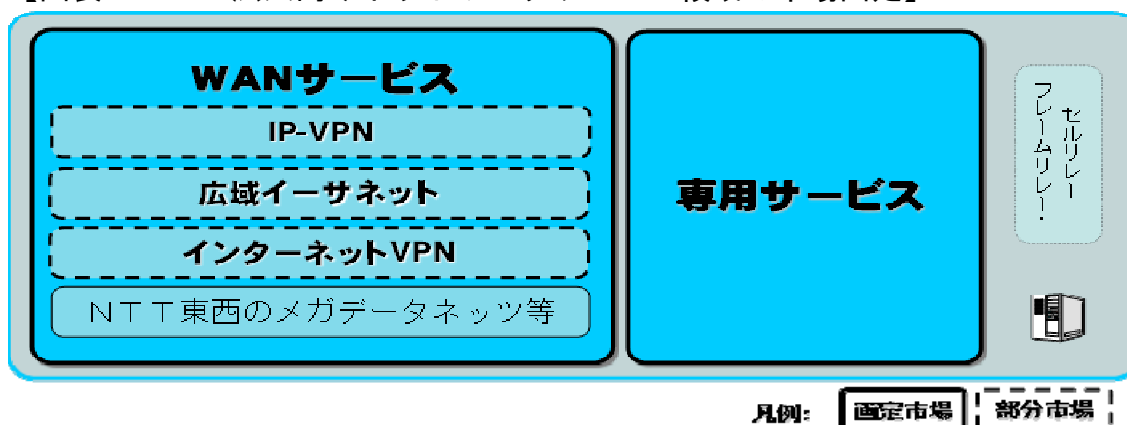 WANサービス
IP-VPN
広域イーサネット
インターネットVPN
NTT東西のメガデータネッツ等
専用サービス
フレームリレー・
セルリレー
凡例:
画定市場
部分市場